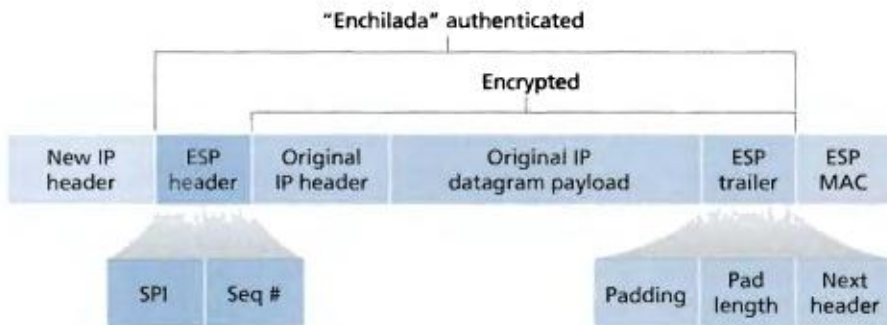 “Enchilada” authenticated
Encrypted
New IP
header
ESP
header
Original
IP header
Original IP
datagram payload
ESP
trailer
ESP
MAC
SPI
Seq #
Padding
Pad
length
Next
header